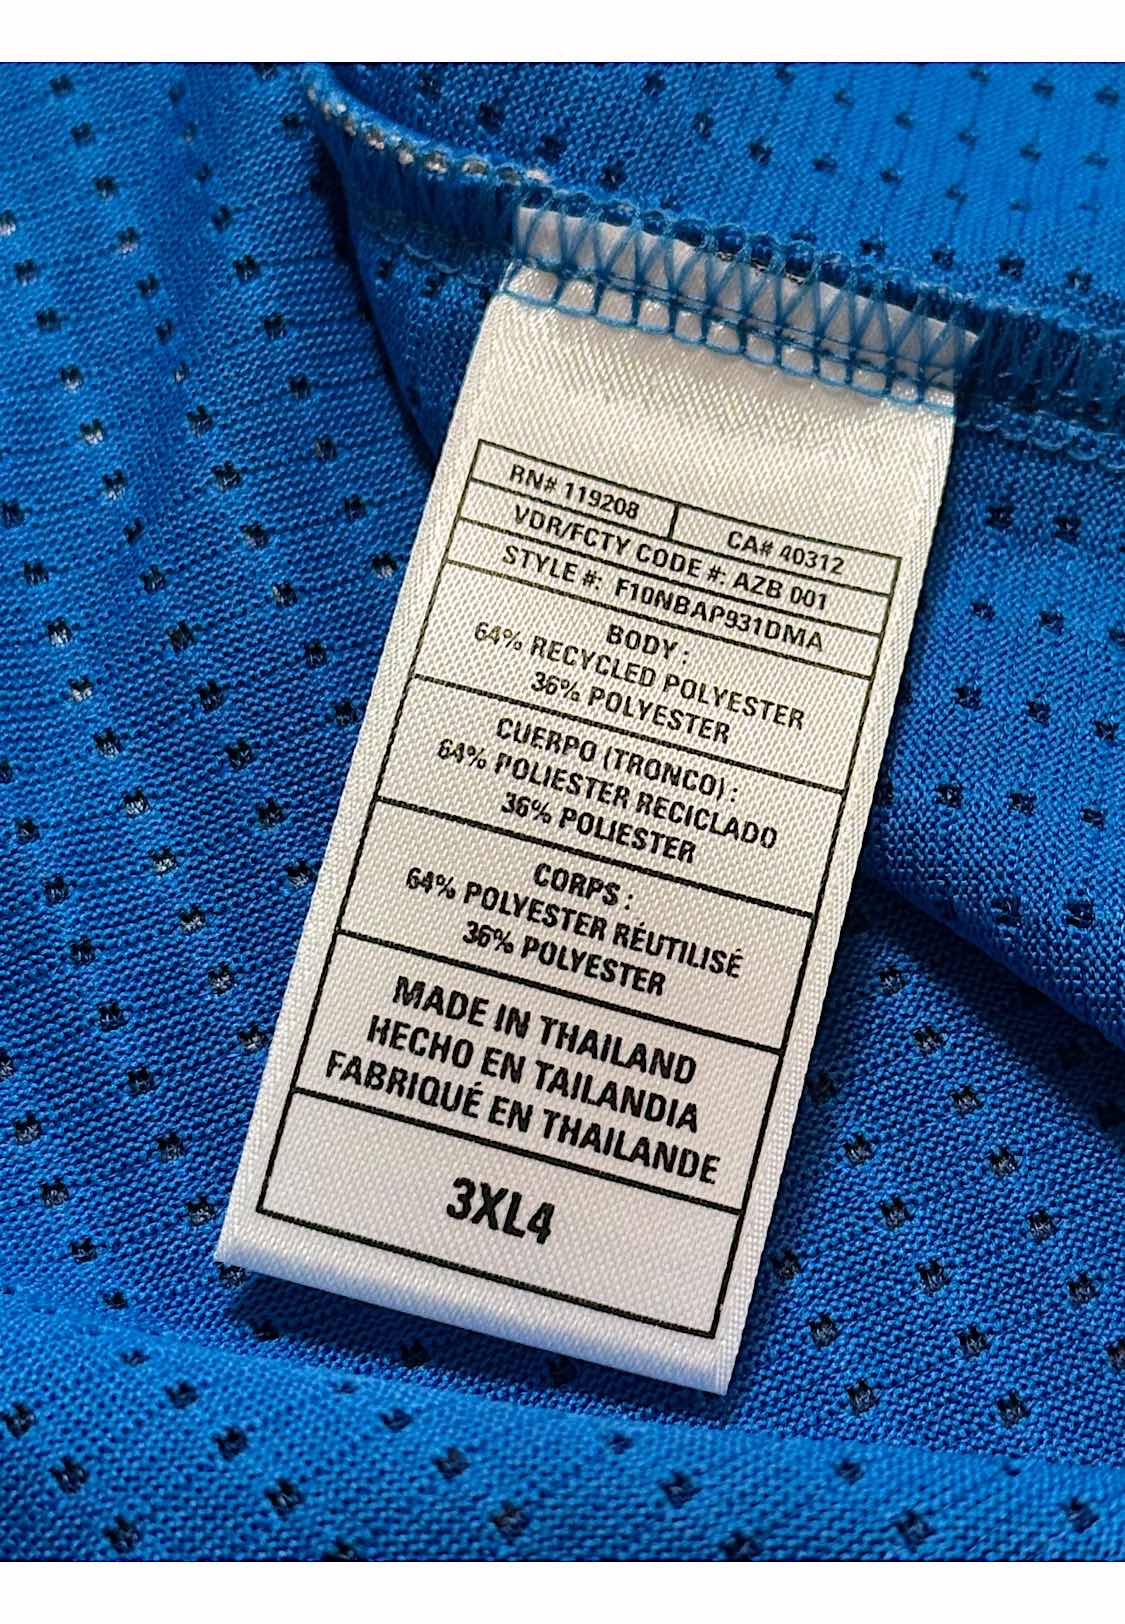 RN# 119208 CA# 40312
VDR/FCTY CODE #: AZB 001
STYLE #: F10NBAP931DMA
BODY :
64% RECYCLED POLYESTER
36% POLYESTER
CUERPO (TRONCO) :
64% POLIESTER RECICLADO
36% POLIESTER
CORPS :
64% POLYESTER RÉUTILISÉ
36% POLYESTER
MADE IN THAILAND
HECHO EN TAILANDIA
FABRIQUÉ EN THAILANDE
3XL4